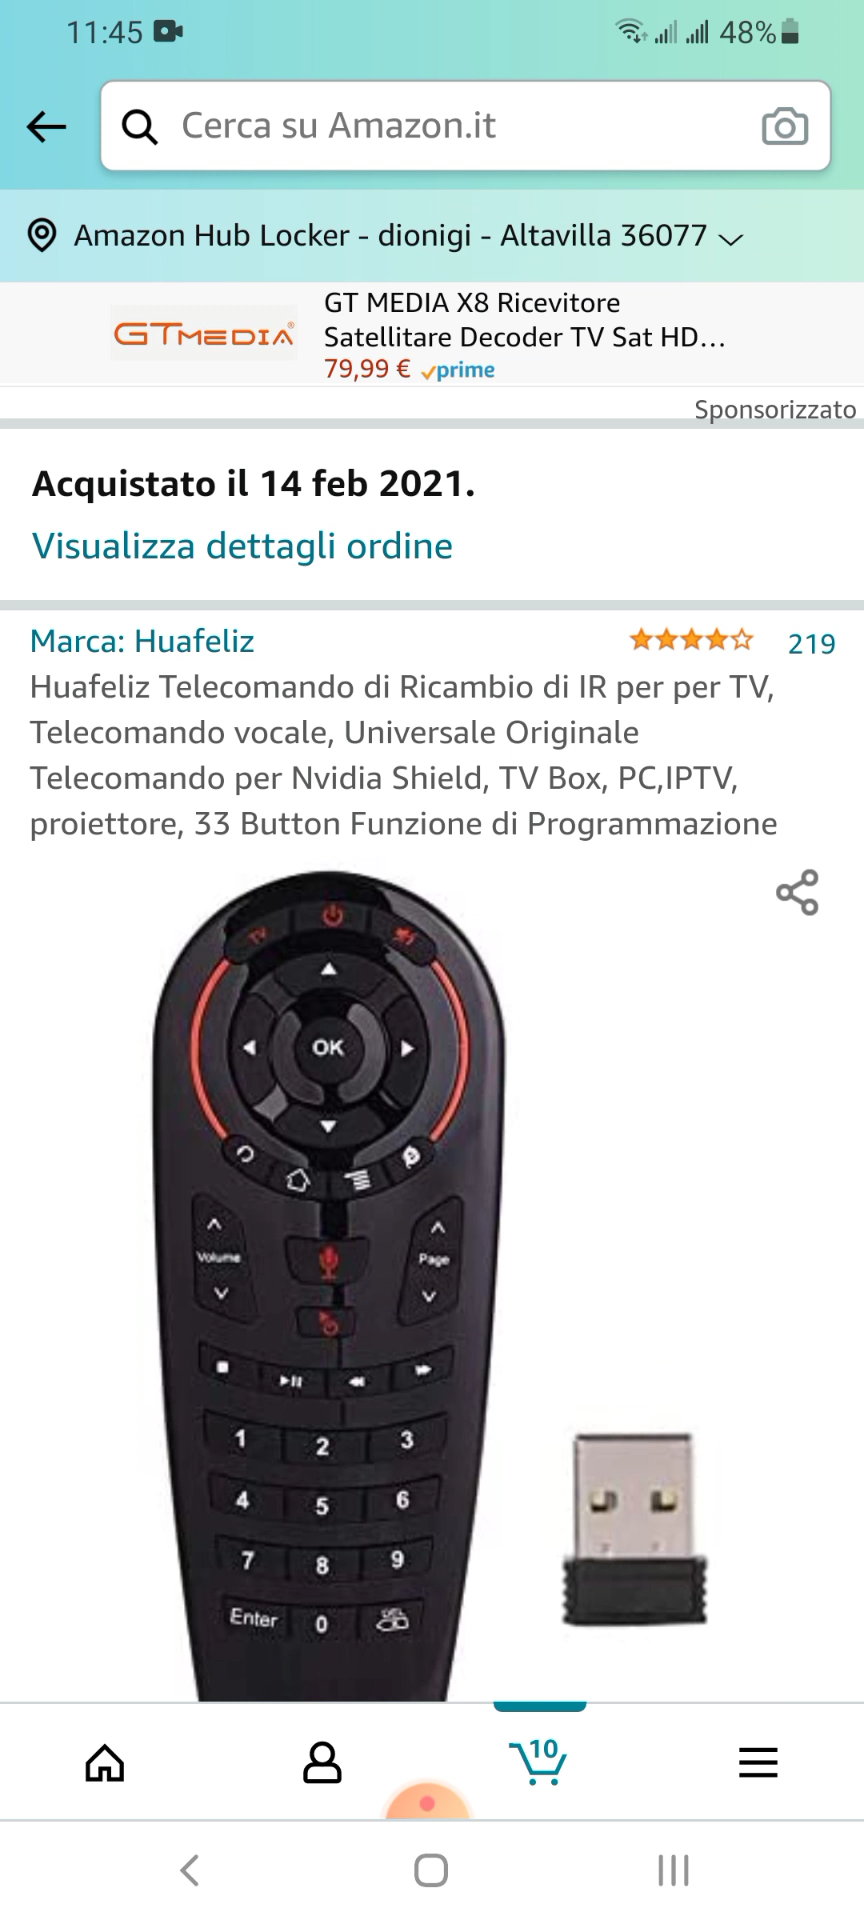 11:45
48%
Cerca su Amazon.it
Amazon Hub Locker - dionigi - Altavilla 36077
GTMEDIA®
GT MEDIA X8 Ricevitore
Satellitare Decoder TV Sat HD...
79,99 € prime
Sponsorizzato
Acquistato il 14 feb 2021.
Visualizza dettagli ordine
Marca: Huafeliz
219
Huafeliz Telecomando di Ricambio di IR per per TV,
Telecomando vocale, Universale Originale
Telecomando per Nvidia Shield, TV Box, PC,IPTV,
proiettore, 33 Button Funzione di Programmazione
TV
OK
Volume
Page
1 2 3
4 5 6
7 8 9
Enter 0
10